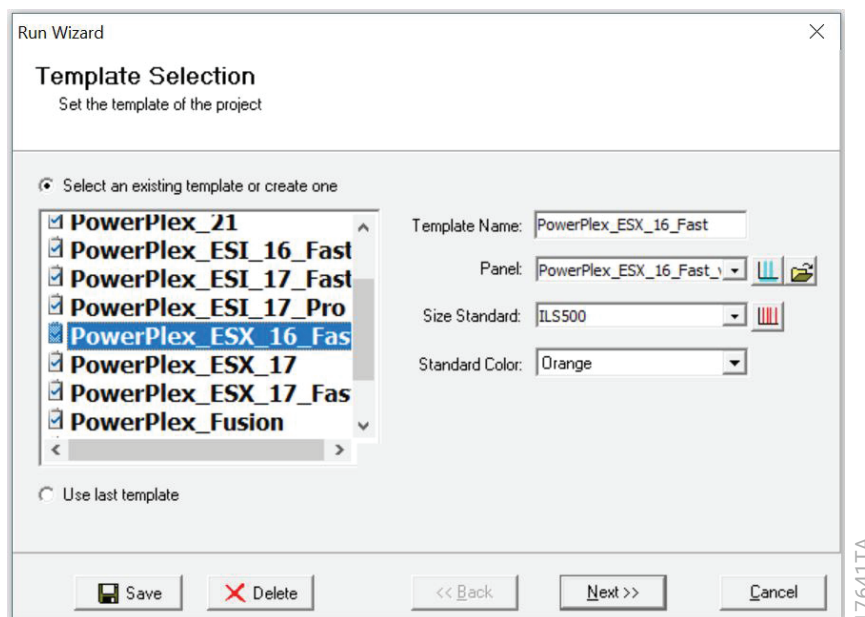 Run Wizard
Template Selection
Set the template of the project
Select an existing template or create one
PowerPlex_21
PowerPlex_ESI_16_Fast
PowerPlex_ESI_17_Fast
PowerPlex_ESI_17_Pro
PowerPlex_ESX_16_Fas
PowerPlex_ESX_17
PowerPlex_ESX_17_Fas
PowerPlex_Fusion
Template Name: PowerPlex_ESX_16_Fast
Panel: PowerPlex_ESX_16_Fast_
Size Standard: ILS500
Standard Color: Orange
Use last template
Save
Delete
<< Back
Next >>
Cancel